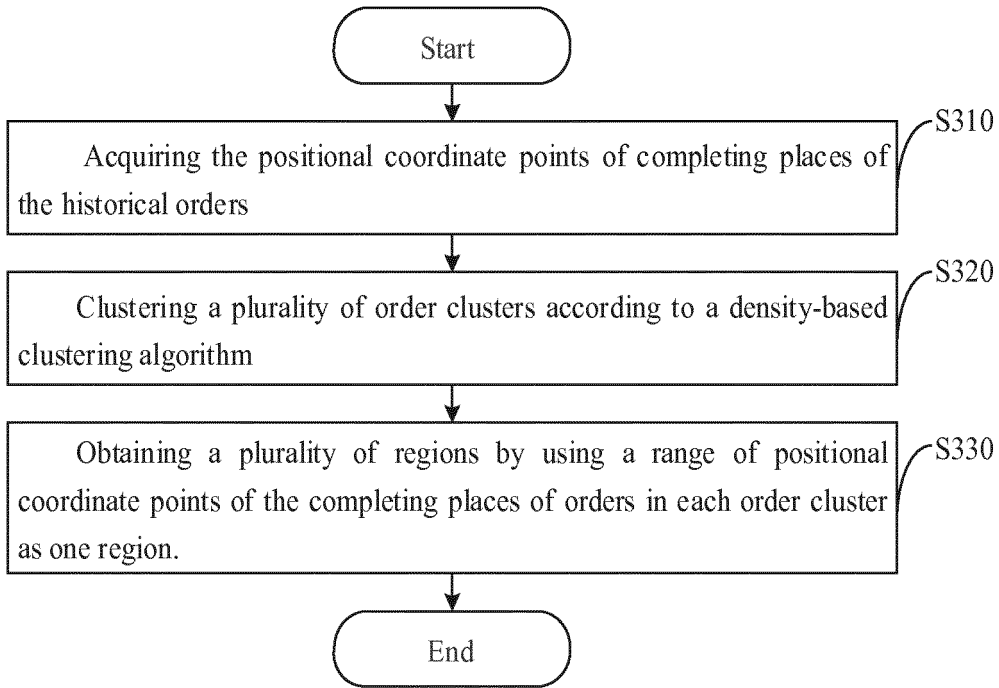 Start
S310
Acquiring the positional coordinate points of completing places of
the historical orders
S320
Clustering a plurality of order clusters according to a density-based
clustering algorithm
S330
Obtaining a plurality of regions by using a range of positional
coordinate points of the completing places of orders in each order cluster
as one region.
End